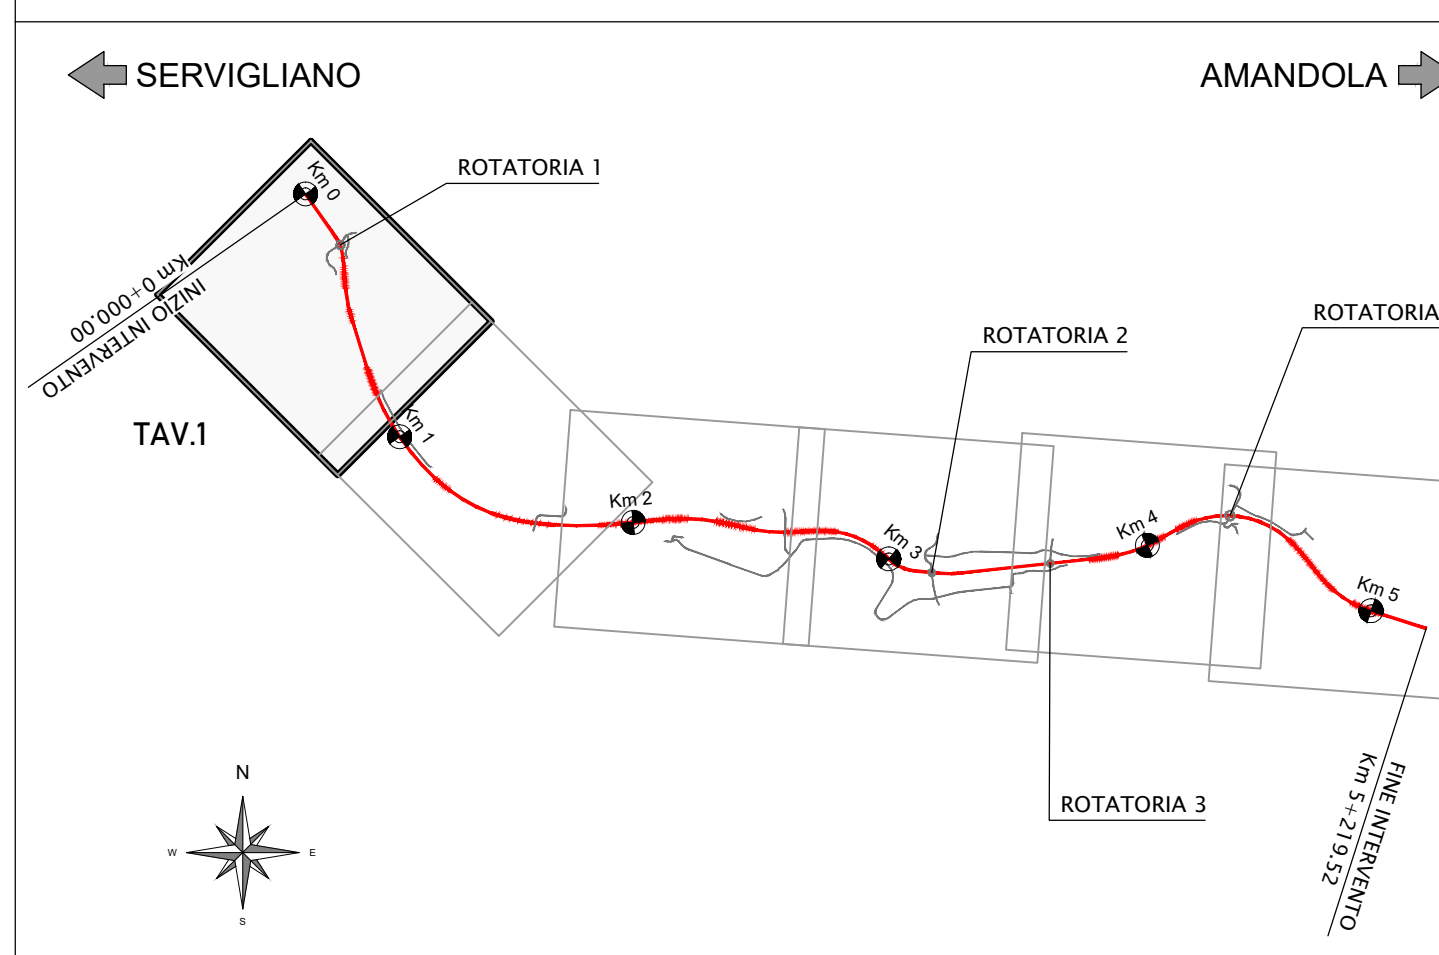 SERVIGLIANO
AMANDOLA
Km 0
ROTATORIA 1
Km 0+000.00
INIZIO INTERVENTO
ROTATORIA
ROTATORIA 2
TAV.1
Km 1
Km 2
Km 3
Km 4
Km 5
N
W
E
S
ROTATORIA 3
FINE INTERVENTO
Km 5+219.52